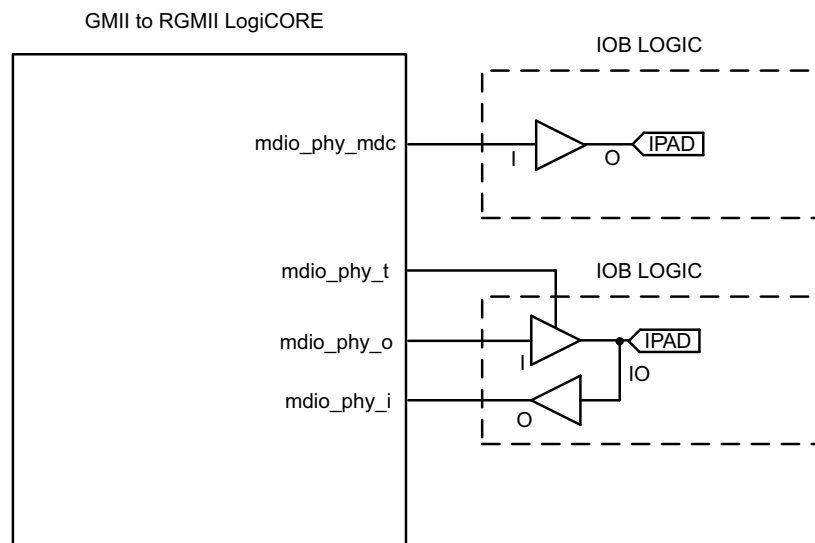 GMII to RGMII LogiCORE
IOB LOGIC
mdio_phy_mdc
I
O
IPAD
mdio_phy_t
IOB LOGIC
mdio_phy_o
I
IPAD
IO
mdio_phy_i
O